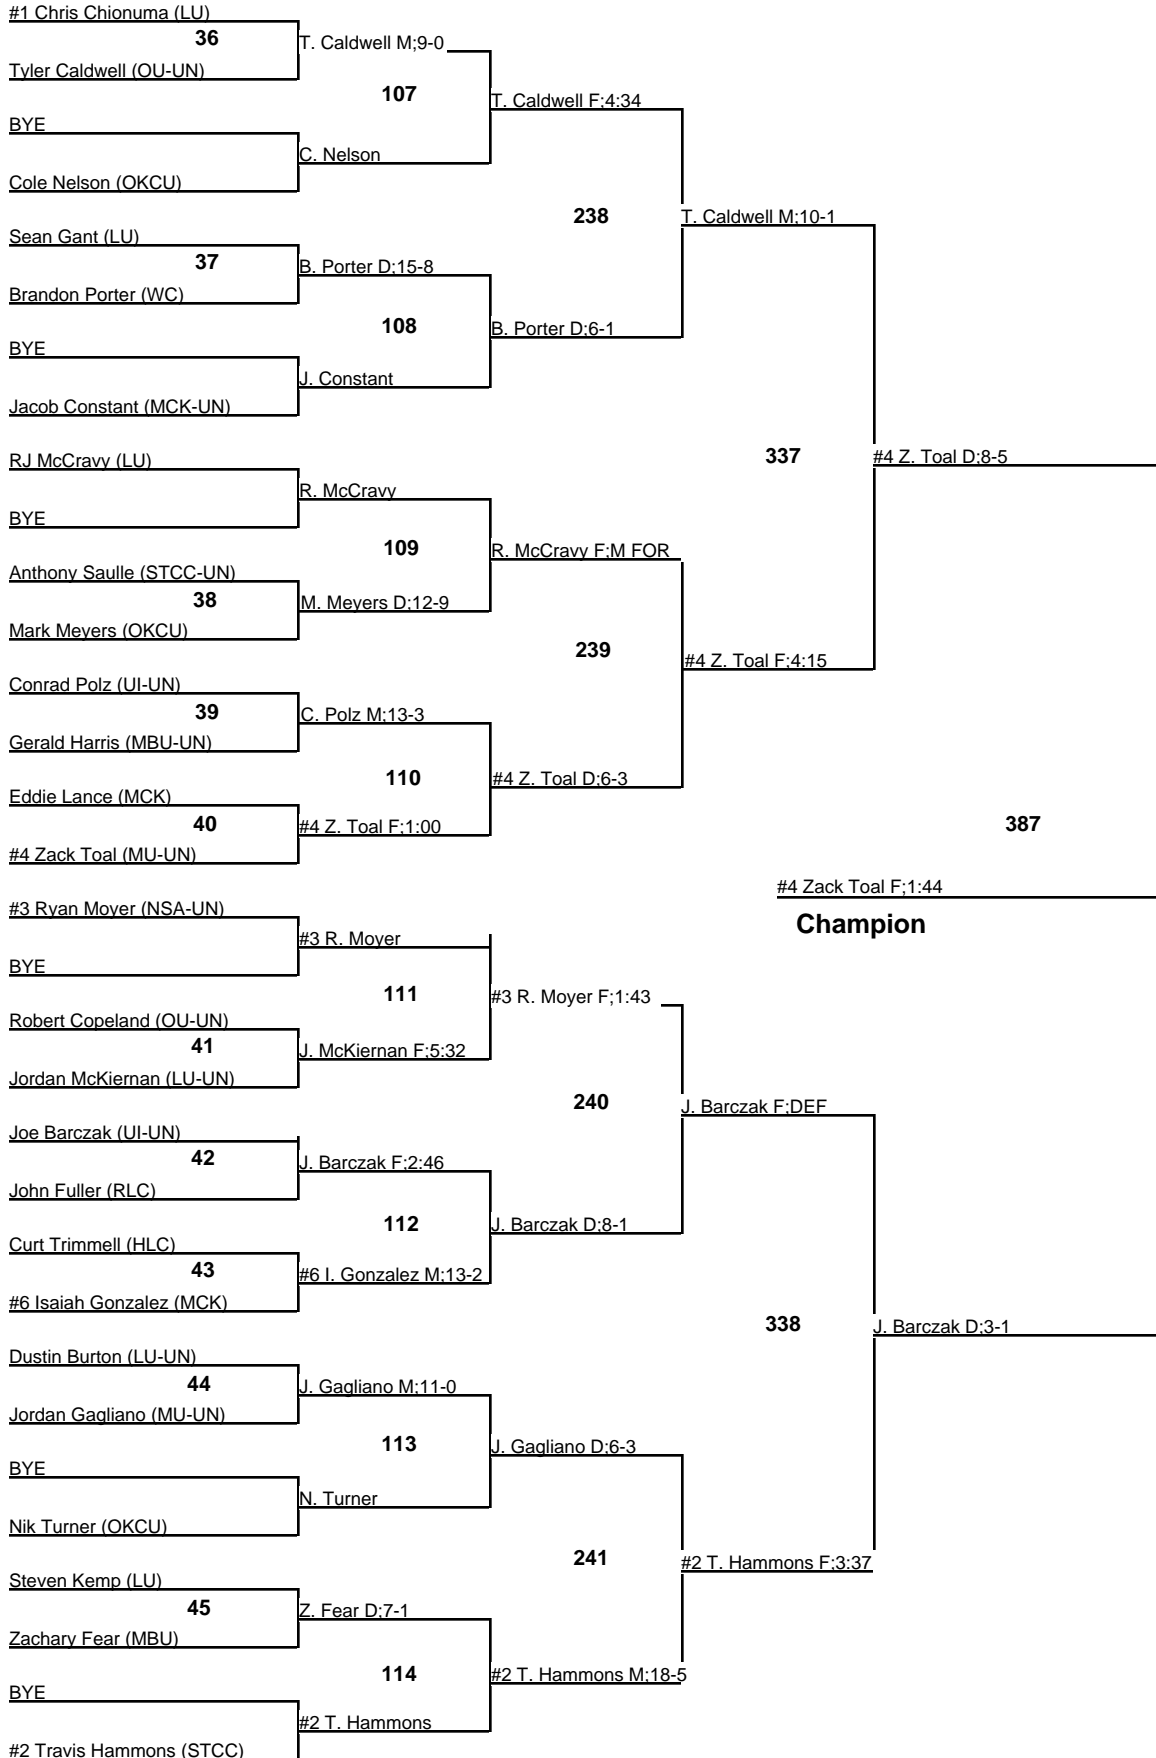 #1 Chris Chionuma (LU)
36
T. Caldwell M;9-0
Tyler Caldwell (OU-UN)
107
T. Caldwell F;4:34
BYE
C. Nelson
Cole Nelson (OKCU)
238
T. Caldwell M;10-1
Sean Gant (LU)
37
B. Porter D;15-8
Brandon Porter (WC)
108
B. Porter D;6-1
BYE
J. Constant
Jacob Constant (MCK-UN)
337
#4 Z. Toal D;8-5
RJ McCravy (LU)
R. McCravy
BYE
109
R. McCravy F;M FOR
Anthony Saulle (STCC-UN)
38
M. Meyers D;12-9
Mark Meyers (OKCU)
239
#4 Z. Toal F;4:15
Conrad Polz (UI-UN)
39
C. Polz M;13-3
Gerald Harris (MBU-UN)
110
#4 Z. Toal D;6-3
Eddie Lance (MCK)
40
#4 Z. Toal F;1:00
#4 Zack Toal (MU-UN)
387
#4 Zack Toal F;1:44
Champion
#3 Ryan Moyer (NSA-UN)
#3 R. Moyer
BYE
111
#3 R. Moyer F;1:43
Robert Copeland (OU-UN)
41
J. McKiernan F;5:32
Jordan McKiernan (LU-UN)
240
J. Barczak F;DEF
Joe Barczak (UI-UN)
42
J. Barczak F;2:46
John Fuller (RLC)
112
J. Barczak D;8-1
Curt Trimmell (HLC)
43
#6 I. Gonzalez M;13-2
#6 Isaiah Gonzalez (MCK)
338
J. Barczak D;3-1
Dustin Burton (LU-UN)
44
J. Gagliano M;11-0
Jordan Gagliano (MU-UN)
113
J. Gagliano D;6-3
BYE
N. Turner
Nik Turner (OKCU)
241
#2 T. Hammons F;3:37
Steven Kemp (LU)
45
Z. Fear D;7-1
Zachary Fear (MBU)
114
#2 T. Hammons M;18-5
BYE
#2 T. Hammons
#2 Travis Hammons (STCC)